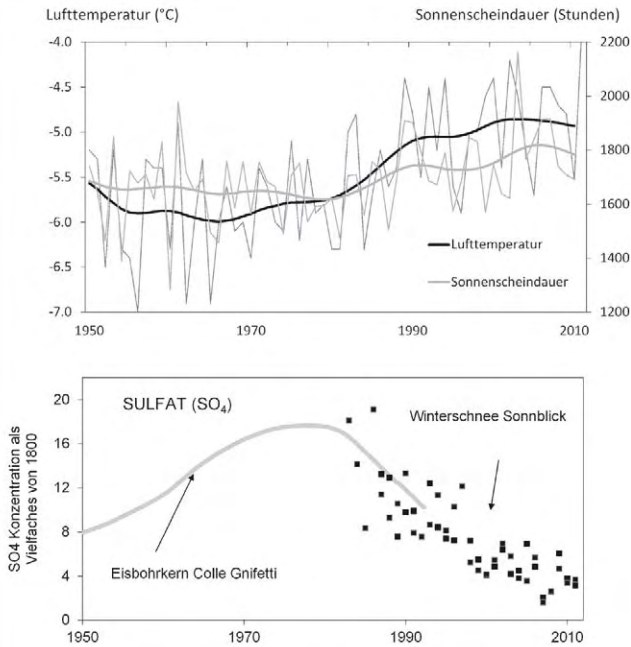 Lufttemperatur (°C) Sonnenscheindauer (Stunden)
-4.0 2200
-4.5 2000
-5.0
-5.5 1800
-6.0 1600
-6.5 1400
-7.0 1200
Lufttemperatur
Sonnenscheindauer
1950 1970 1990 2010
SO4 Konzentration als
Vielfaches von 1800
20
16
12
8
4
0
SULFAT (SO₄)
Winterschnee Sonnblick
Eisbohrkern Colle Gnifetti
1950 1970 1990 2010